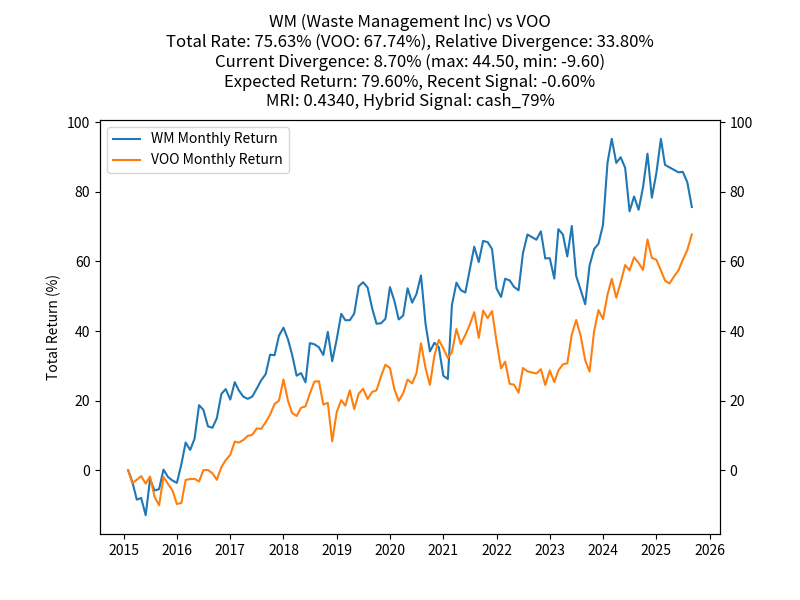 WM (Waste Management Inc) vs VOO
Total Rate: 75.63% (VOO: 67.74%), Relative Divergence: 33.80%
Current Divergence: 8.70% (max: 44.50, min: -9.60)
Expected Return: 79.60%, Recent Signal: -0.60%
MRI: 0.4340, Hybrid Signal: cash_79%
WM Monthly Return
VOO Monthly Return
Total Return (%)
100
80
60
40
20
0
100
80
60
40
20
0
2015 2016 2017 2018 2019 2020 2021 2022 2023 2024 2025 2026